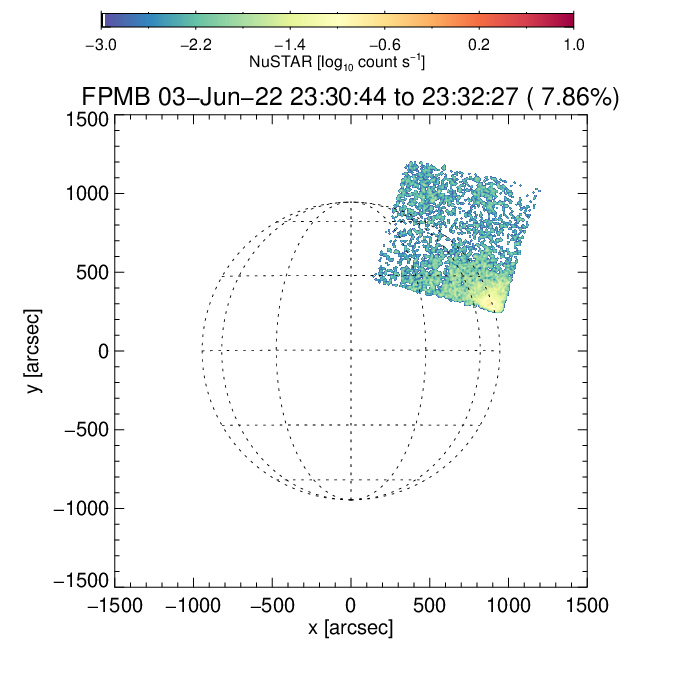 −3.0 −2.2 −1.4 −0.6 0.2 1.0
NuSTAR [log₁₀ count s⁻¹]
FPMB 03−Jun−22 23:30:44 to 23:32:27 ( 7.86%)
1500
1000
500
0
−500
−1000
−1500
y [arcsec]
−1500 −1000 −500 0 500 1000 1500
x [arcsec]